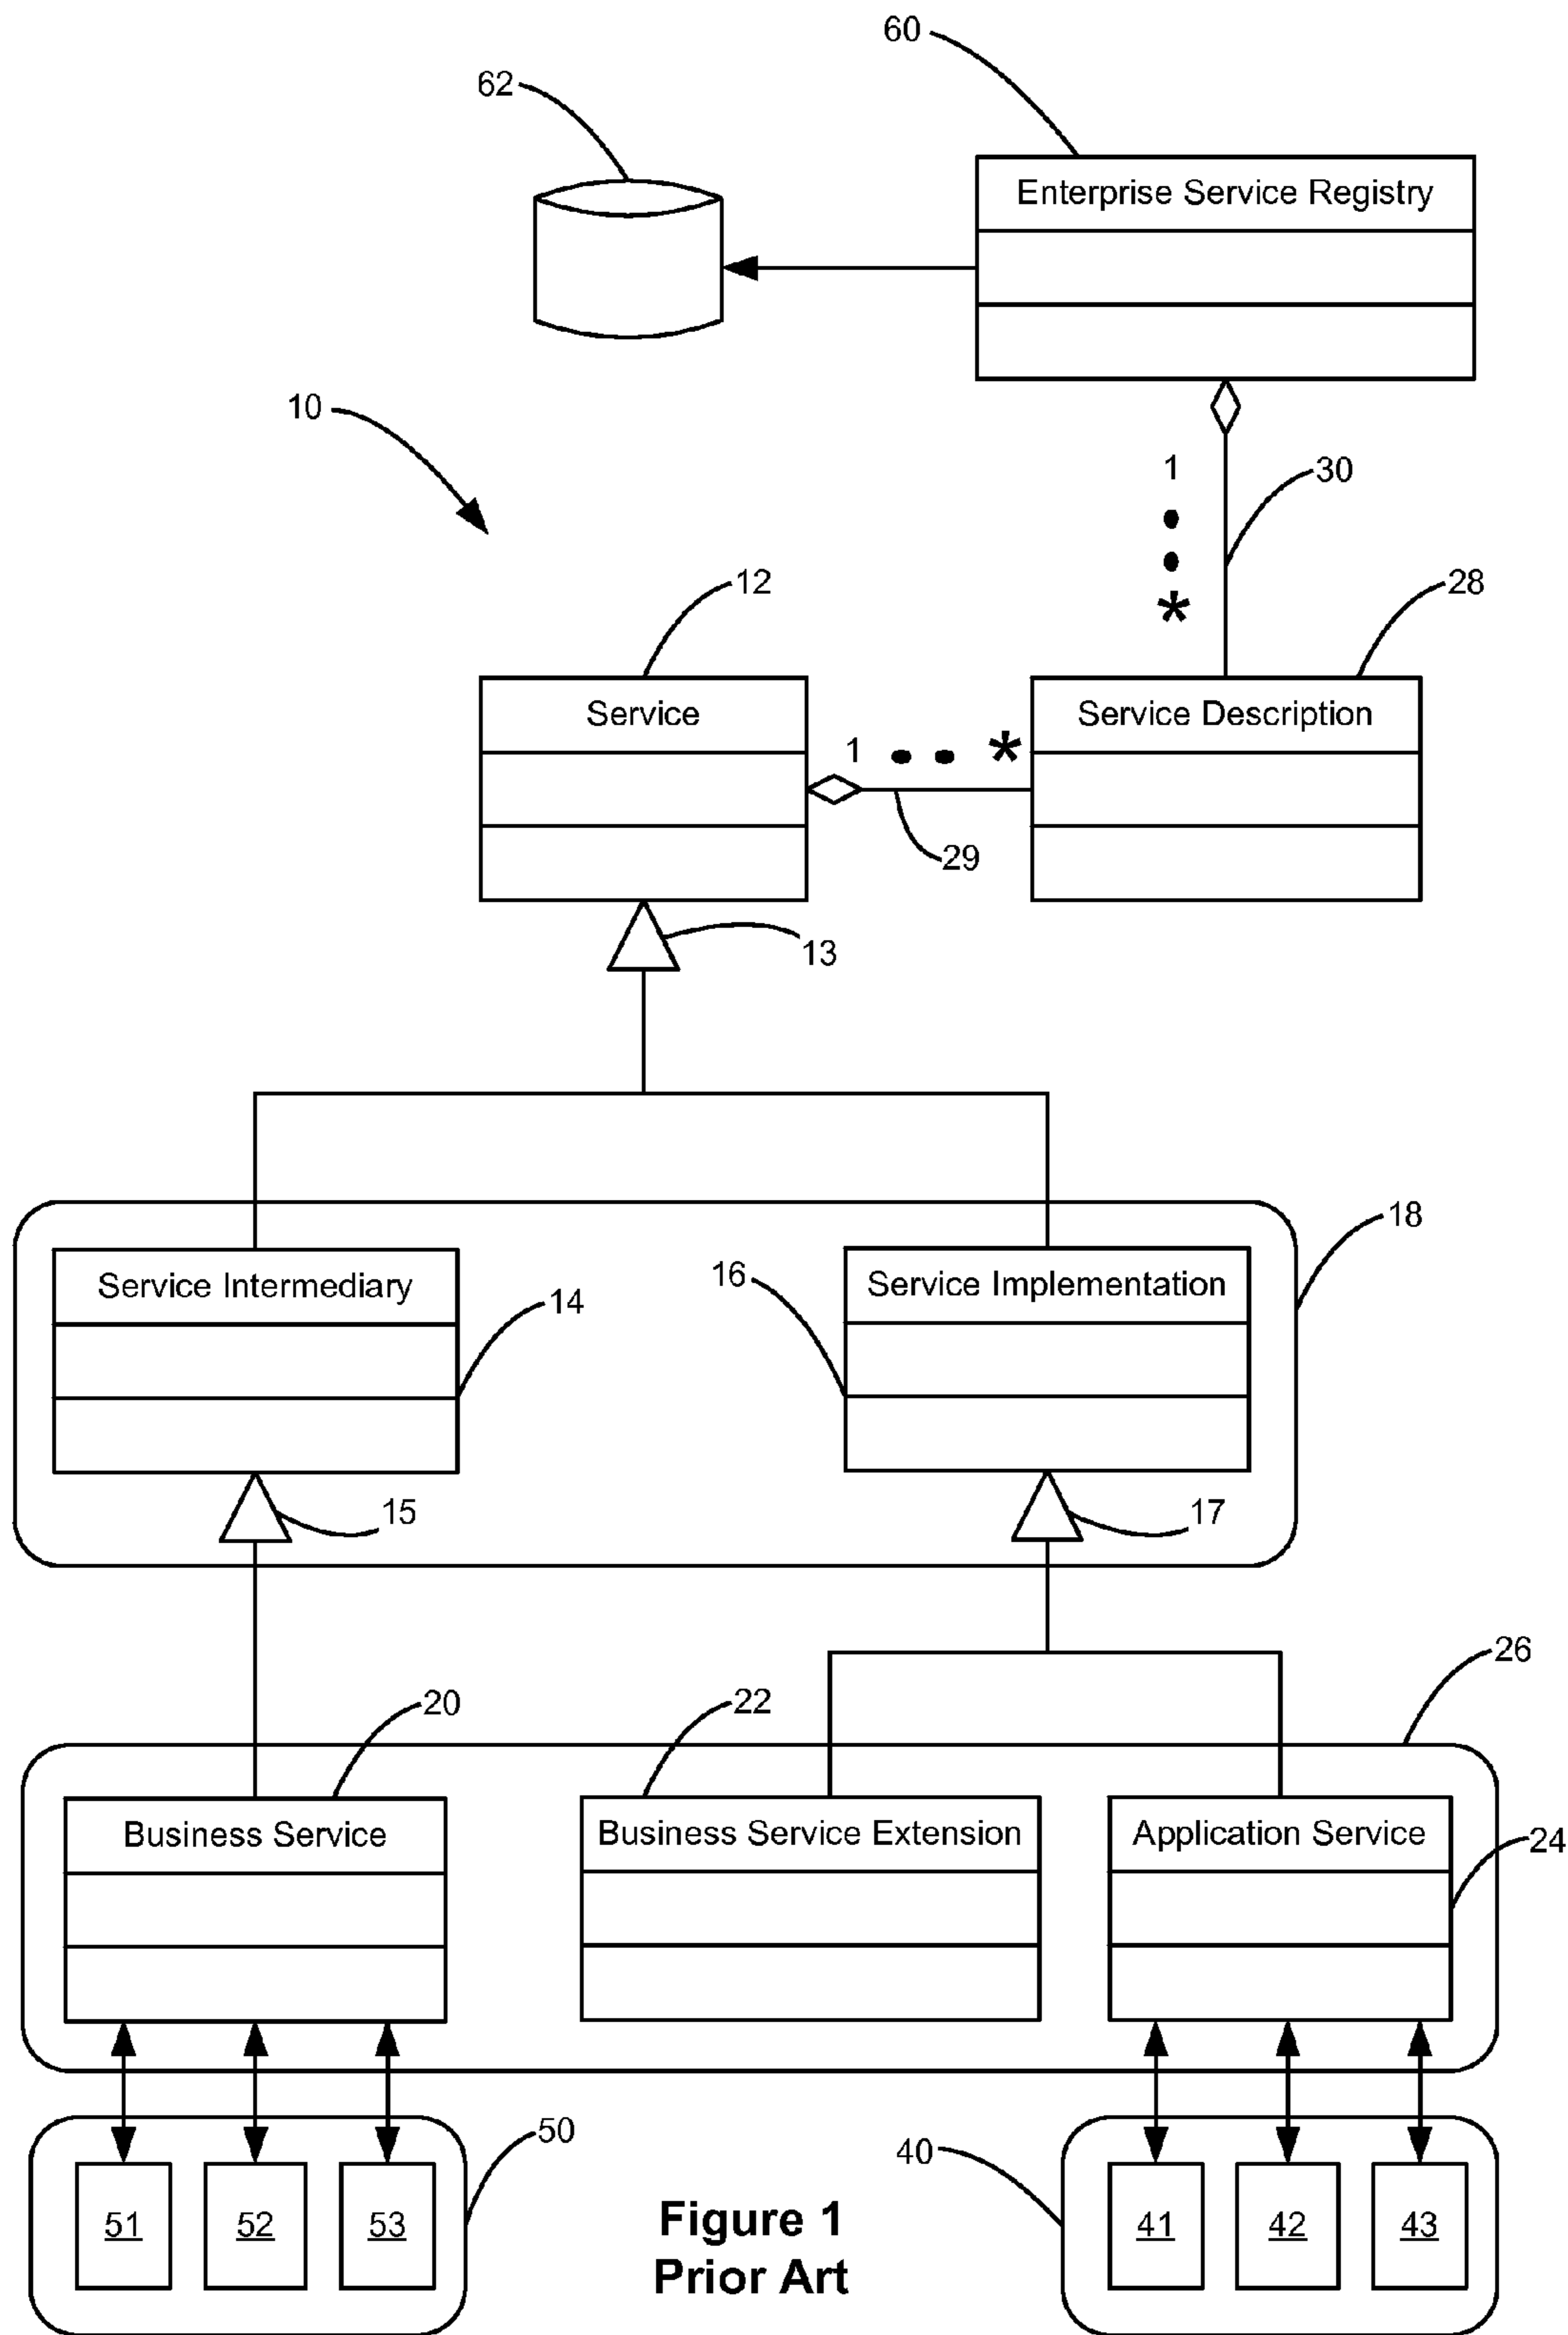 60
62
Enterprise Service Registry
10
1
30
•
•
*
12
28
Service
Service Description
1 • • *
29
13
18
Service Intermediary
16
Service Implementation
14
15
17
26
20
22
Business Service
Business Service Extension
Application Service
24
50
40
51
52
53
41
42
43
Figure 1
Prior Art